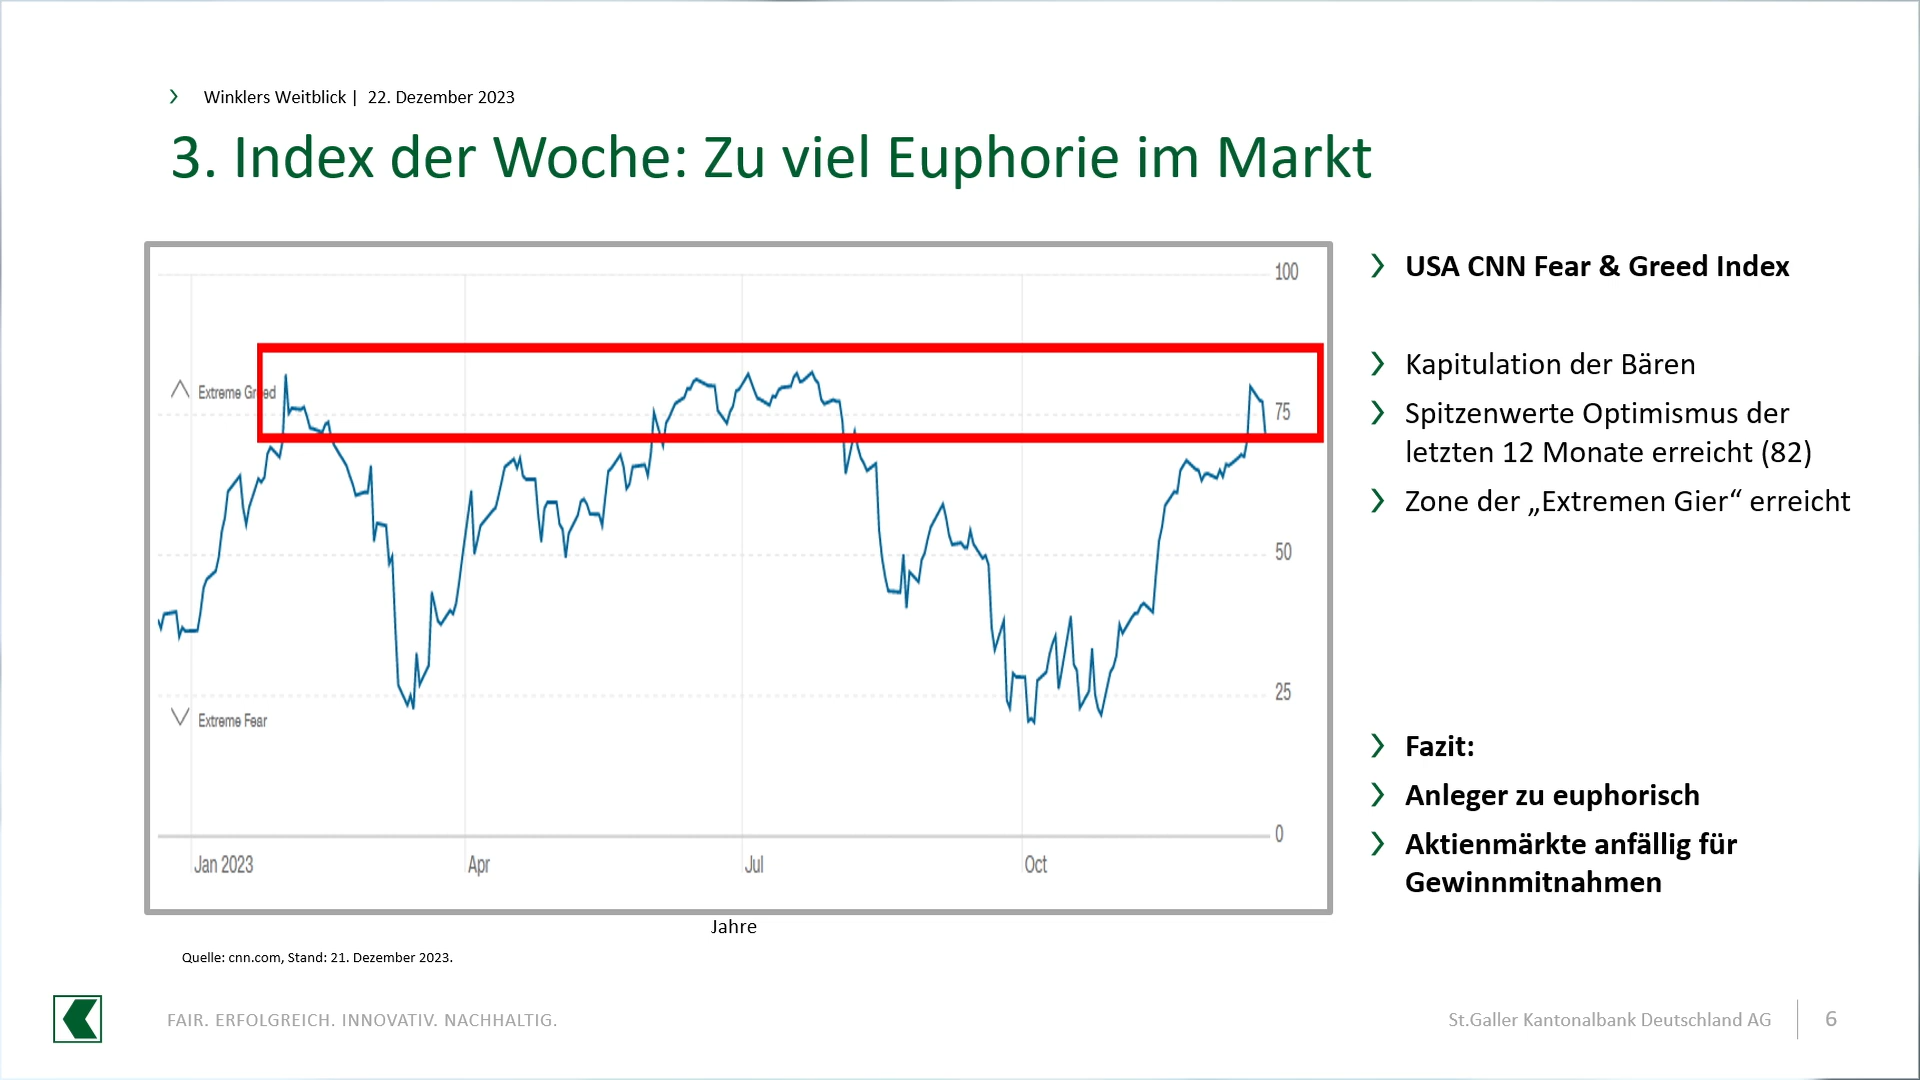 Winklers Weitblick | 22. Dezember 2023
3. Index der Woche: Zu viel Euphorie im Markt
100
Extreme Greed
75
50
25
Extreme Fear
0
Jan 2023 Apr Jul Oct
Jahre
Quelle: cnn.com, Stand: 21. Dezember 2023.
USA CNN Fear & Greed Index
Kapitulation der Bären
Spitzenwerte Optimismus der
letzten 12 Monate erreicht (82)
Zone der „Extremen Gier“ erreicht
Fazit:
Anleger zu euphorisch
Aktienmärkte anfällig für
Gewinnmitnahmen
FAIR. ERFOLGREICH. INNOVATIV. NACHHALTIG.
St.Galler Kantonalbank Deutschland AG 6